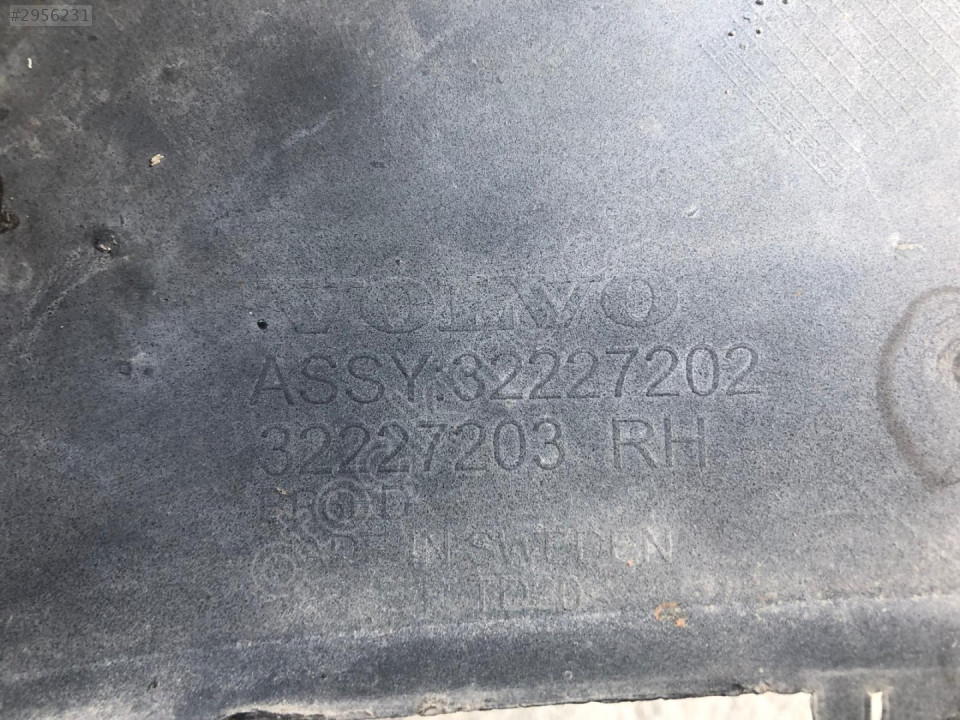 #2956231
VOLVO
ASSY:32227202
32227203 RH
IN SWEDEN